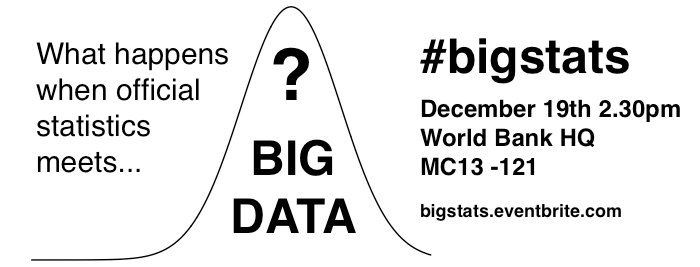 What happens
when official
statistics
meets...
?
BIG
DATA
#bigstats
December 19th 2.30pm
World Bank HQ
MC13 -121
bigstats.eventbrite.com